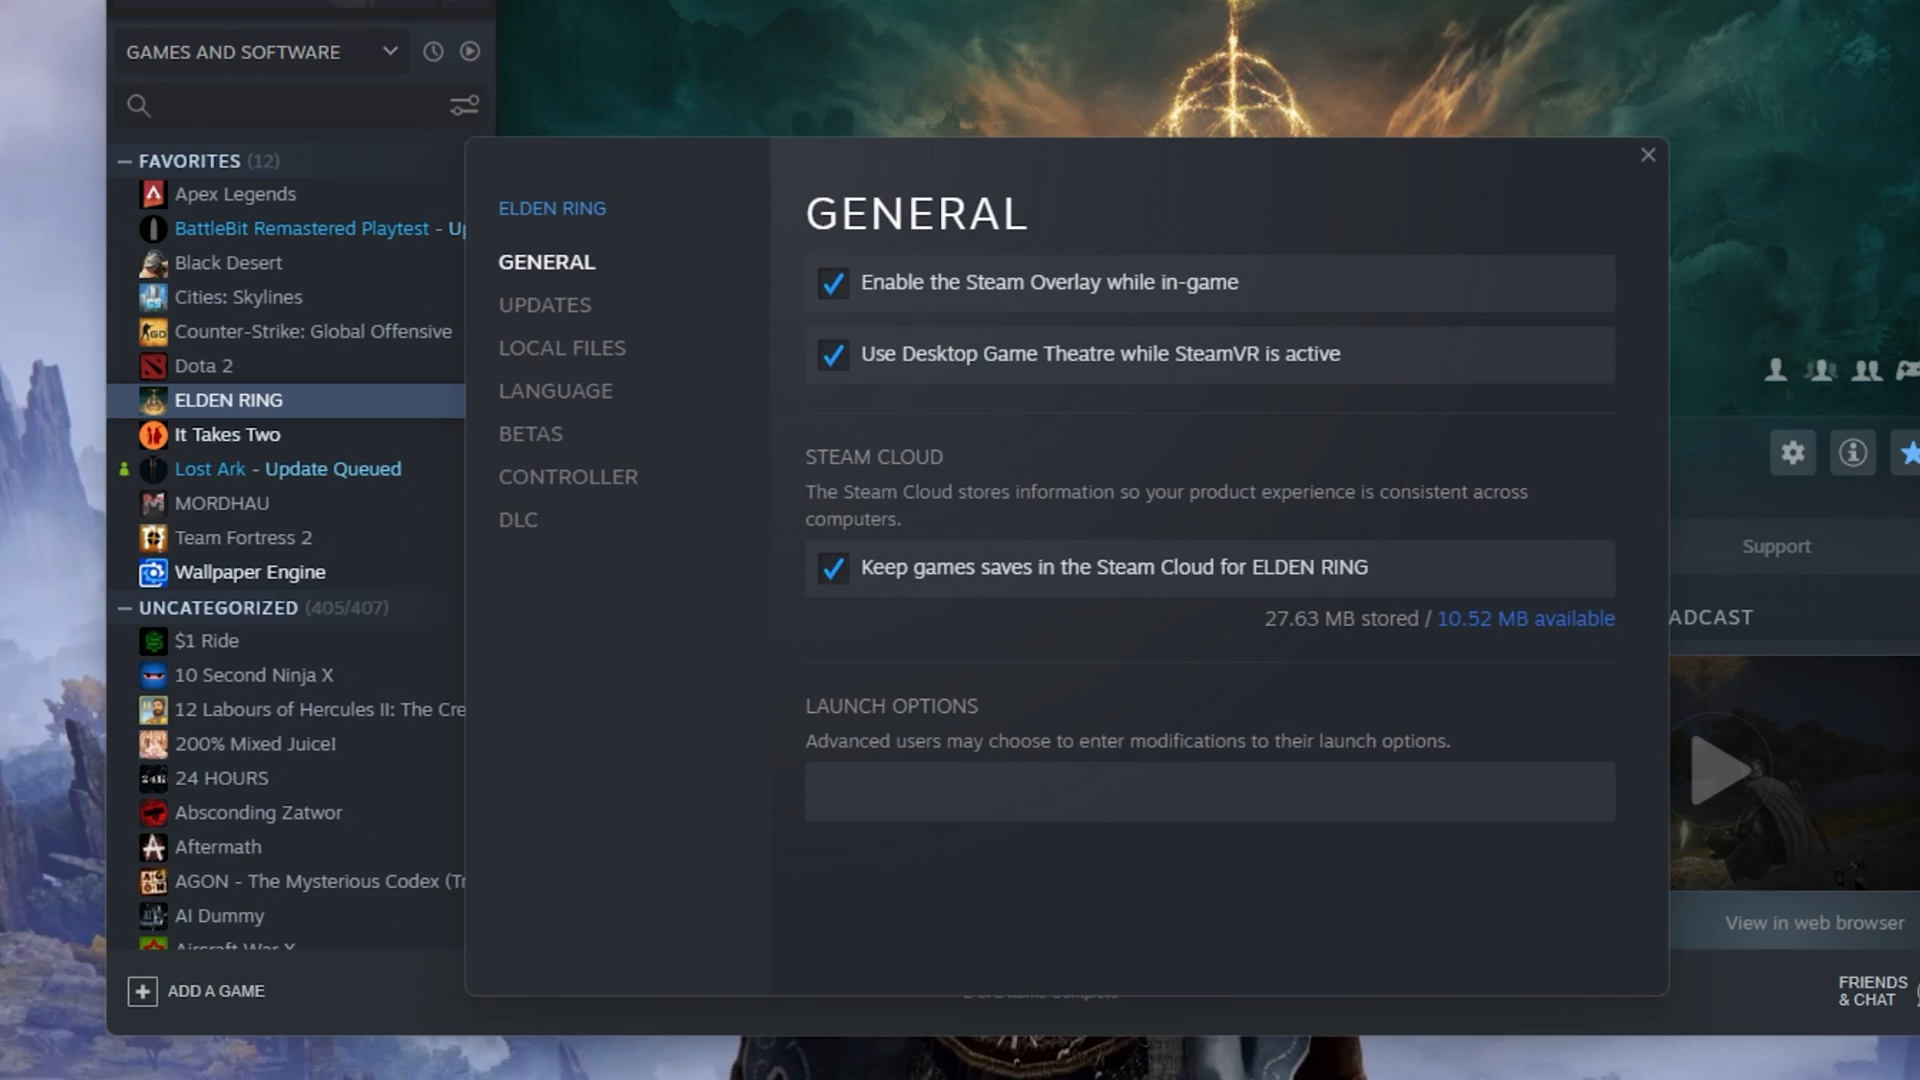 GAMES AND SOFTWARE
FAVORITES (12)
Apex Legends
BattleBit Remastered Playtest - Up
Black Desert
Cities: Skylines
Counter-Strike: Global Offensive
Dota 2
ELDEN RING
It Takes Two
Lost Ark - Update Queued
MORDHAU
Team Fortress 2
Wallpaper Engine
UNCATEGORIZED (405/407)
$1 Ride
10 Second Ninja X
12 Labours of Hercules II: The Cre
200% Mixed Juice!
24 HOURS
Absconding Zatwor
Aftermath
AGON - The Mysterious Codex (Tr
AI Dummy
Aircraft War X
ADD A GAME
ELDEN RING
GENERAL
UPDATES
LOCAL FILES
LANGUAGE
BETAS
CONTROLLER
DLC
GENERAL
Enable the Steam Overlay while in-game
Use Desktop Game Theatre while SteamVR is active
STEAM CLOUD
The Steam Cloud stores information so your product experience is consistent across
computers.
Keep games saves in the Steam Cloud for ELDEN RING
27.63 MB stored / 10.52 MB available
LAUNCH OPTIONS
Advanced users may choose to enter modifications to their launch options.
Support
ADCAST
View in web browser
FRIENDS
& CHAT